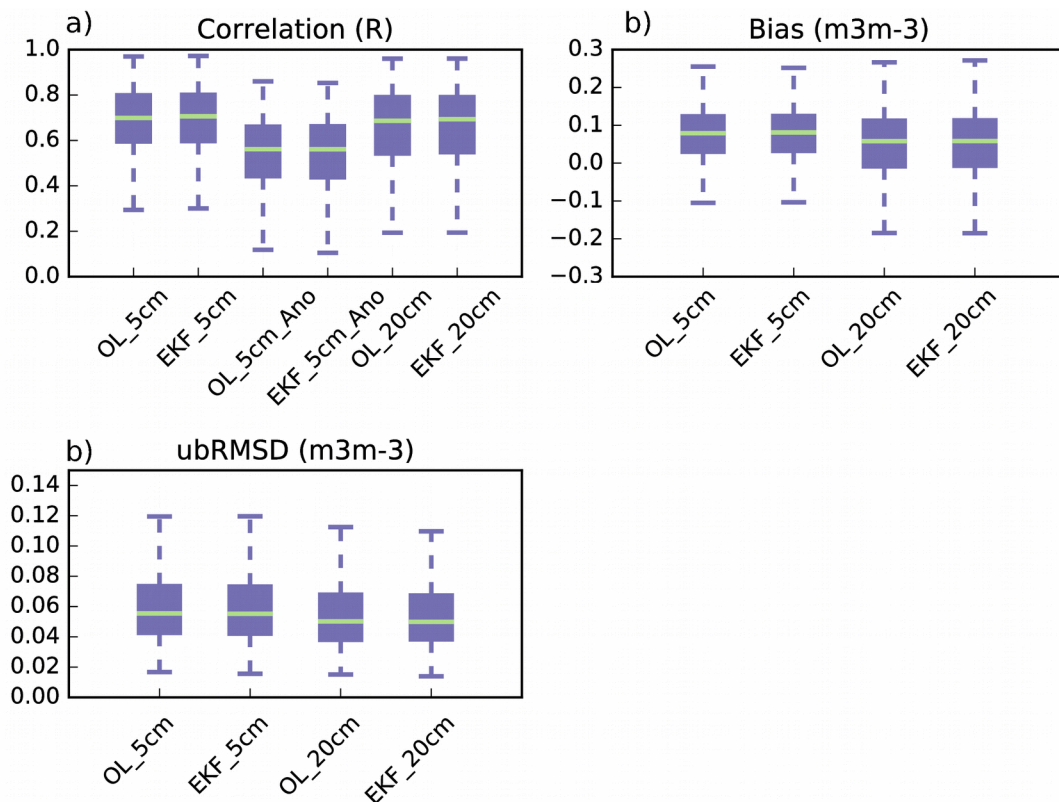 a)
Correlation (R)
1.0
0.8
0.6
0.4
0.2
0.0
OL_5cm
EKF_5cm
OL_5cm_Ano
EKF_5cm_Ano
OL_20cm
EKF_20cm
b)
Bias (m3m-3)
0.3
0.2
0.1
0.0
−0.1
−0.2
−0.3
OL_5cm
EKF_5cm
OL_20cm
EKF_20cm
b)
ubRMSD (m3m-3)
0.14
0.12
0.10
0.08
0.06
0.04
0.02
0.00
OL_5cm
EKF_5cm
OL_20cm
EKF_20cm